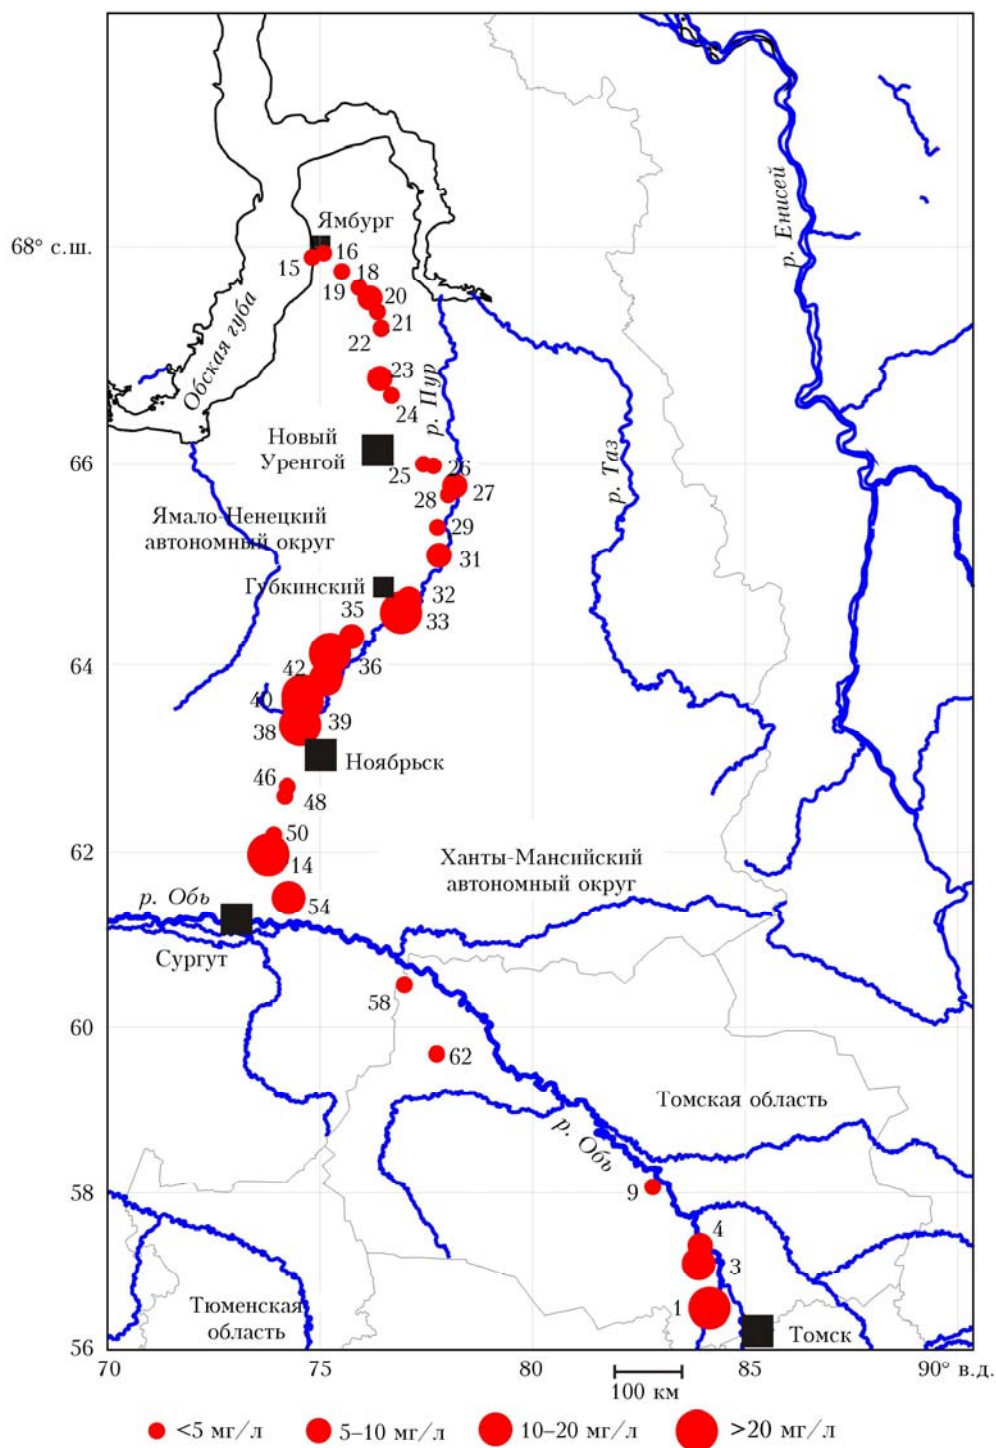 Ямбург
68° с.ш.
16
15
18
19
20
21
22
Обская губа
23
р. Пур
24
р. Енисей
Новый
Уренгой
66
25
26
28
27
р. Таз
Ямало-Ненецкий
автономный округ
29
31
Губкинский
32
35
33
64
42
36
40
38
39
Ноябрьск
46
48
50
62
14
Ханты-Мансийский
автономный округ
р. Обь
54
Сургут
58
60
62
Томская область
р. Обь
9
58
4
3
Тюменская
область
1
Томск
56
70
75
80
85
90° в.д.
100 км
<5 мг/л
5–10 мг/л
10–20 мг/л
>20 мг/л